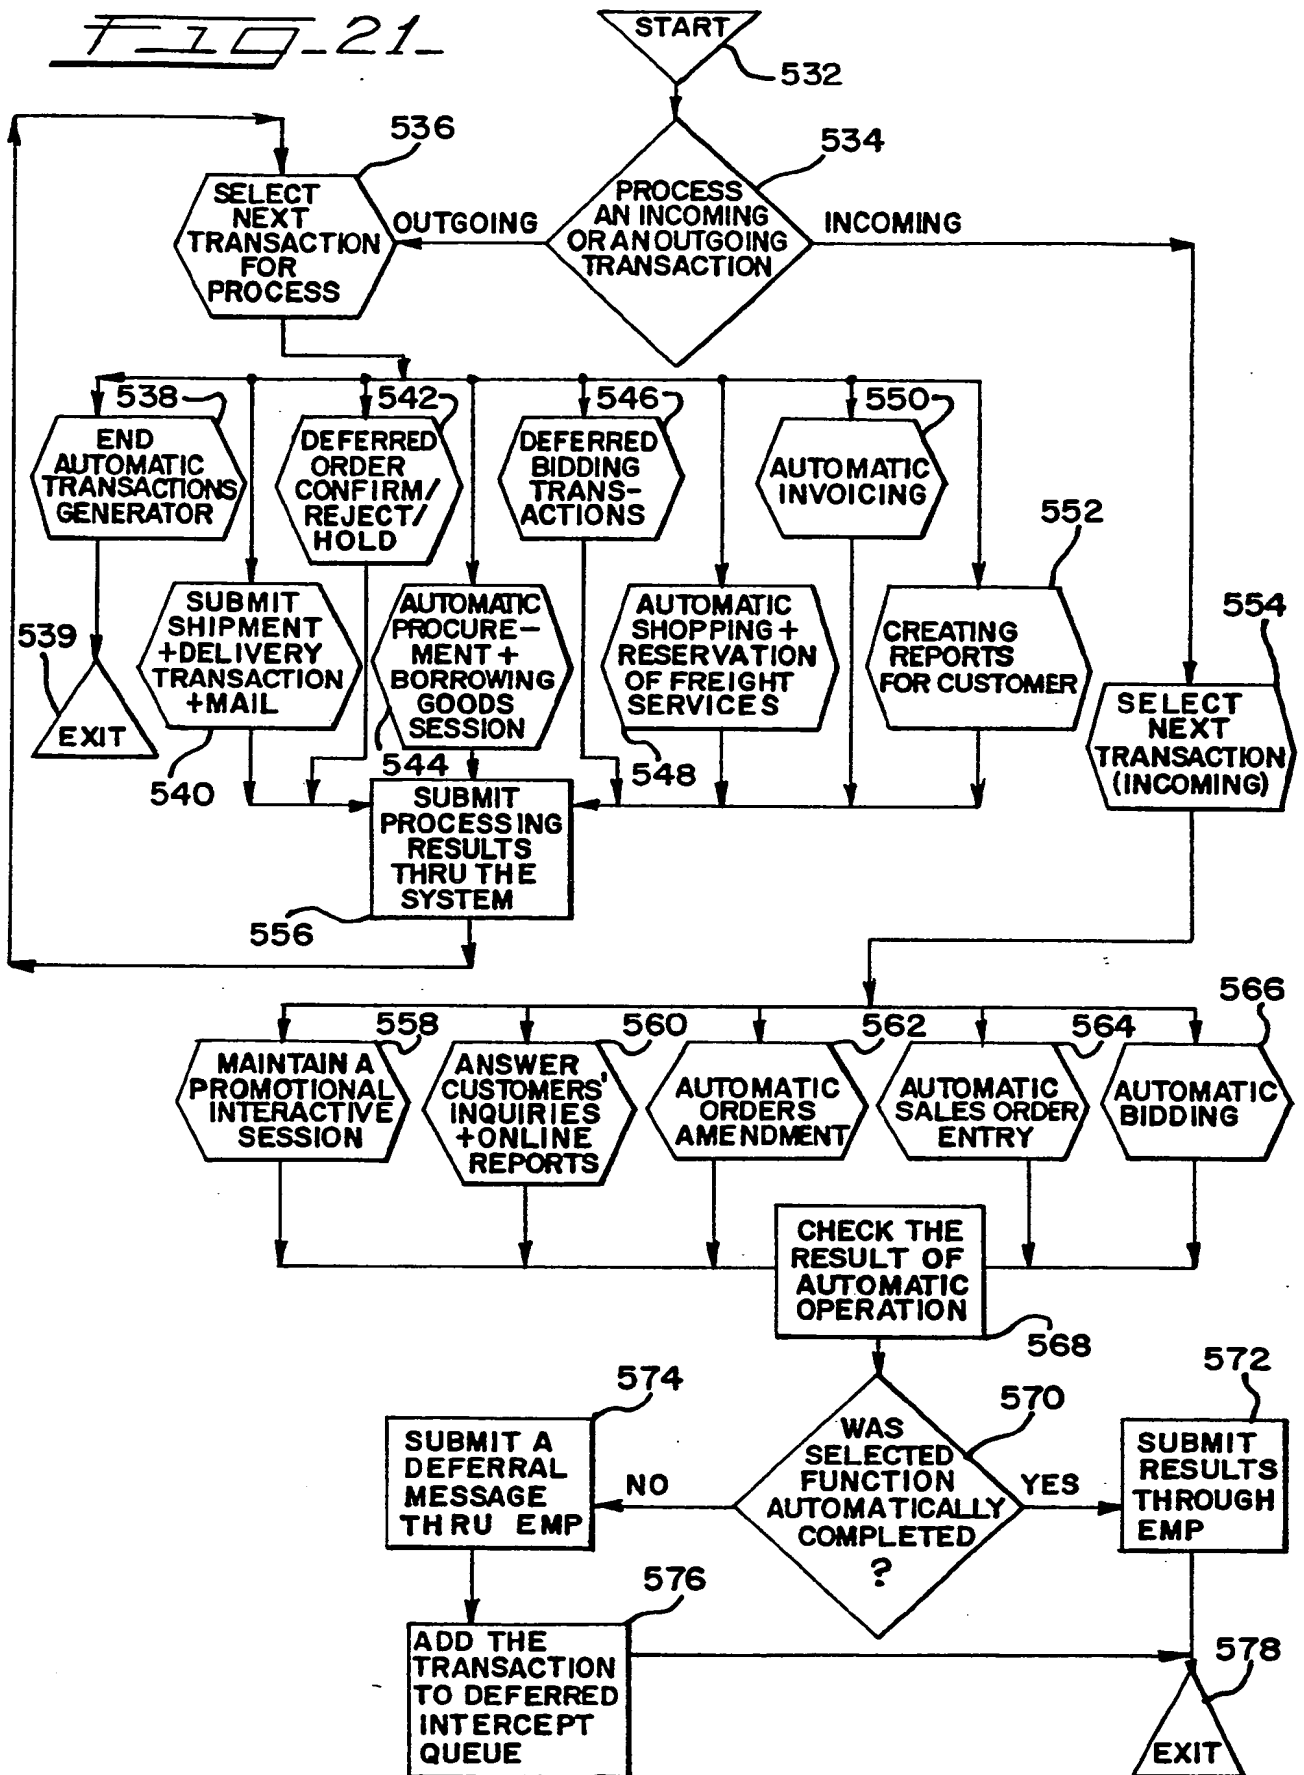 Fig-21-
START
532
534
PROCESS
AN INCOMING
OR AN OUTGOING
TRANSACTION
OUTGOING
INCOMING
536
SELECT
NEXT
TRANSACTION
FOR
PROCESS
538
END
AUTOMATIC
TRANSACTIONS
GENERATOR
542
DEFERRED
ORDER
CONFIRM/
REJECT/
HOLD
546
DEFERRED
BIDDING
TRANS-
ACTIONS
550
AUTOMATIC
INVOICING
539
EXIT
SUBMIT
SHIPMENT
+DELIVERY
TRANSACTION
+MAIL
540
AUTOMATIC
PROCURE-
MENT +
BORROWING
GOODS
SESSION
544
AUTOMATIC
SHOPPING +
RESERVATION
OF FREIGHT
SERVICES
548
552
CREATING
REPORTS
FOR CUSTOMER
554
SELECT
NEXT
TRANSACTION
(INCOMING)
SUBMIT
PROCESSING
RESULTS
THRU THE
SYSTEM
556
558
MAINTAIN A
PROMOTIONAL
INTERACTIVE
SESSION
560
ANSWER
CUSTOMERS'
INQUIRIES
+ONLINE
REPORTS
562
AUTOMATIC
ORDERS
AMENDMENT
564
AUTOMATIC
SALES ORDER
ENTRY
566
AUTOMATIC
BIDDING
CHECK THE
RESULT OF
AUTOMATIC
OPERATION
568
570
WAS
SELECTED
FUNCTION
AUTOMATICALLY
COMPLETED
?
NO
YES
574
SUBMIT A
DEFERRAL
MESSAGE
THRU EMP
572
SUBMIT
RESULTS
THROUGH
EMP
576
ADD THE
TRANSACTION
TO DEFERRED
INTERCEPT
QUEUE
578
EXIT